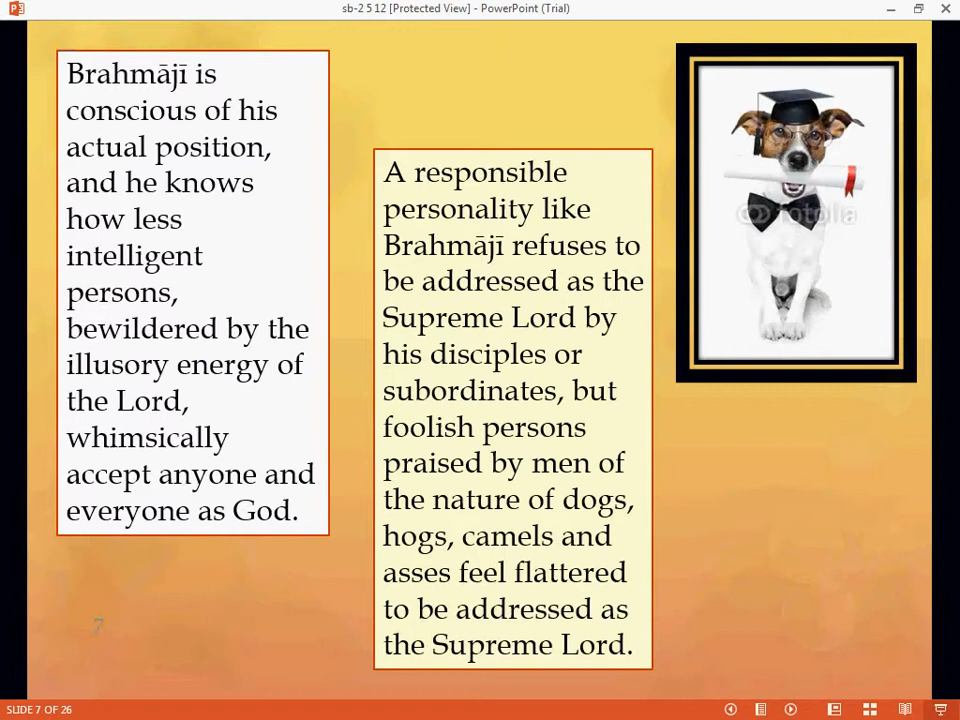 sb-2 5 12 [Protected View] - PowerPoint (Trial)
Brahmājī is
conscious of his
actual position,
and he knows
how less
intelligent
persons,
bewildered by the
illusory energy of
the Lord,
whimsically
accept anyone and
everyone as God.
A responsible
personality like
Brahmājī refuses to
be addressed as the
Supreme Lord by
his disciples or
subordinates, but
foolish persons
praised by men of
the nature of dogs,
hogs, camels and
asses feel flattered
to be addressed as
the Supreme Lord.
fotolia
7
SLIDE 7 OF 26